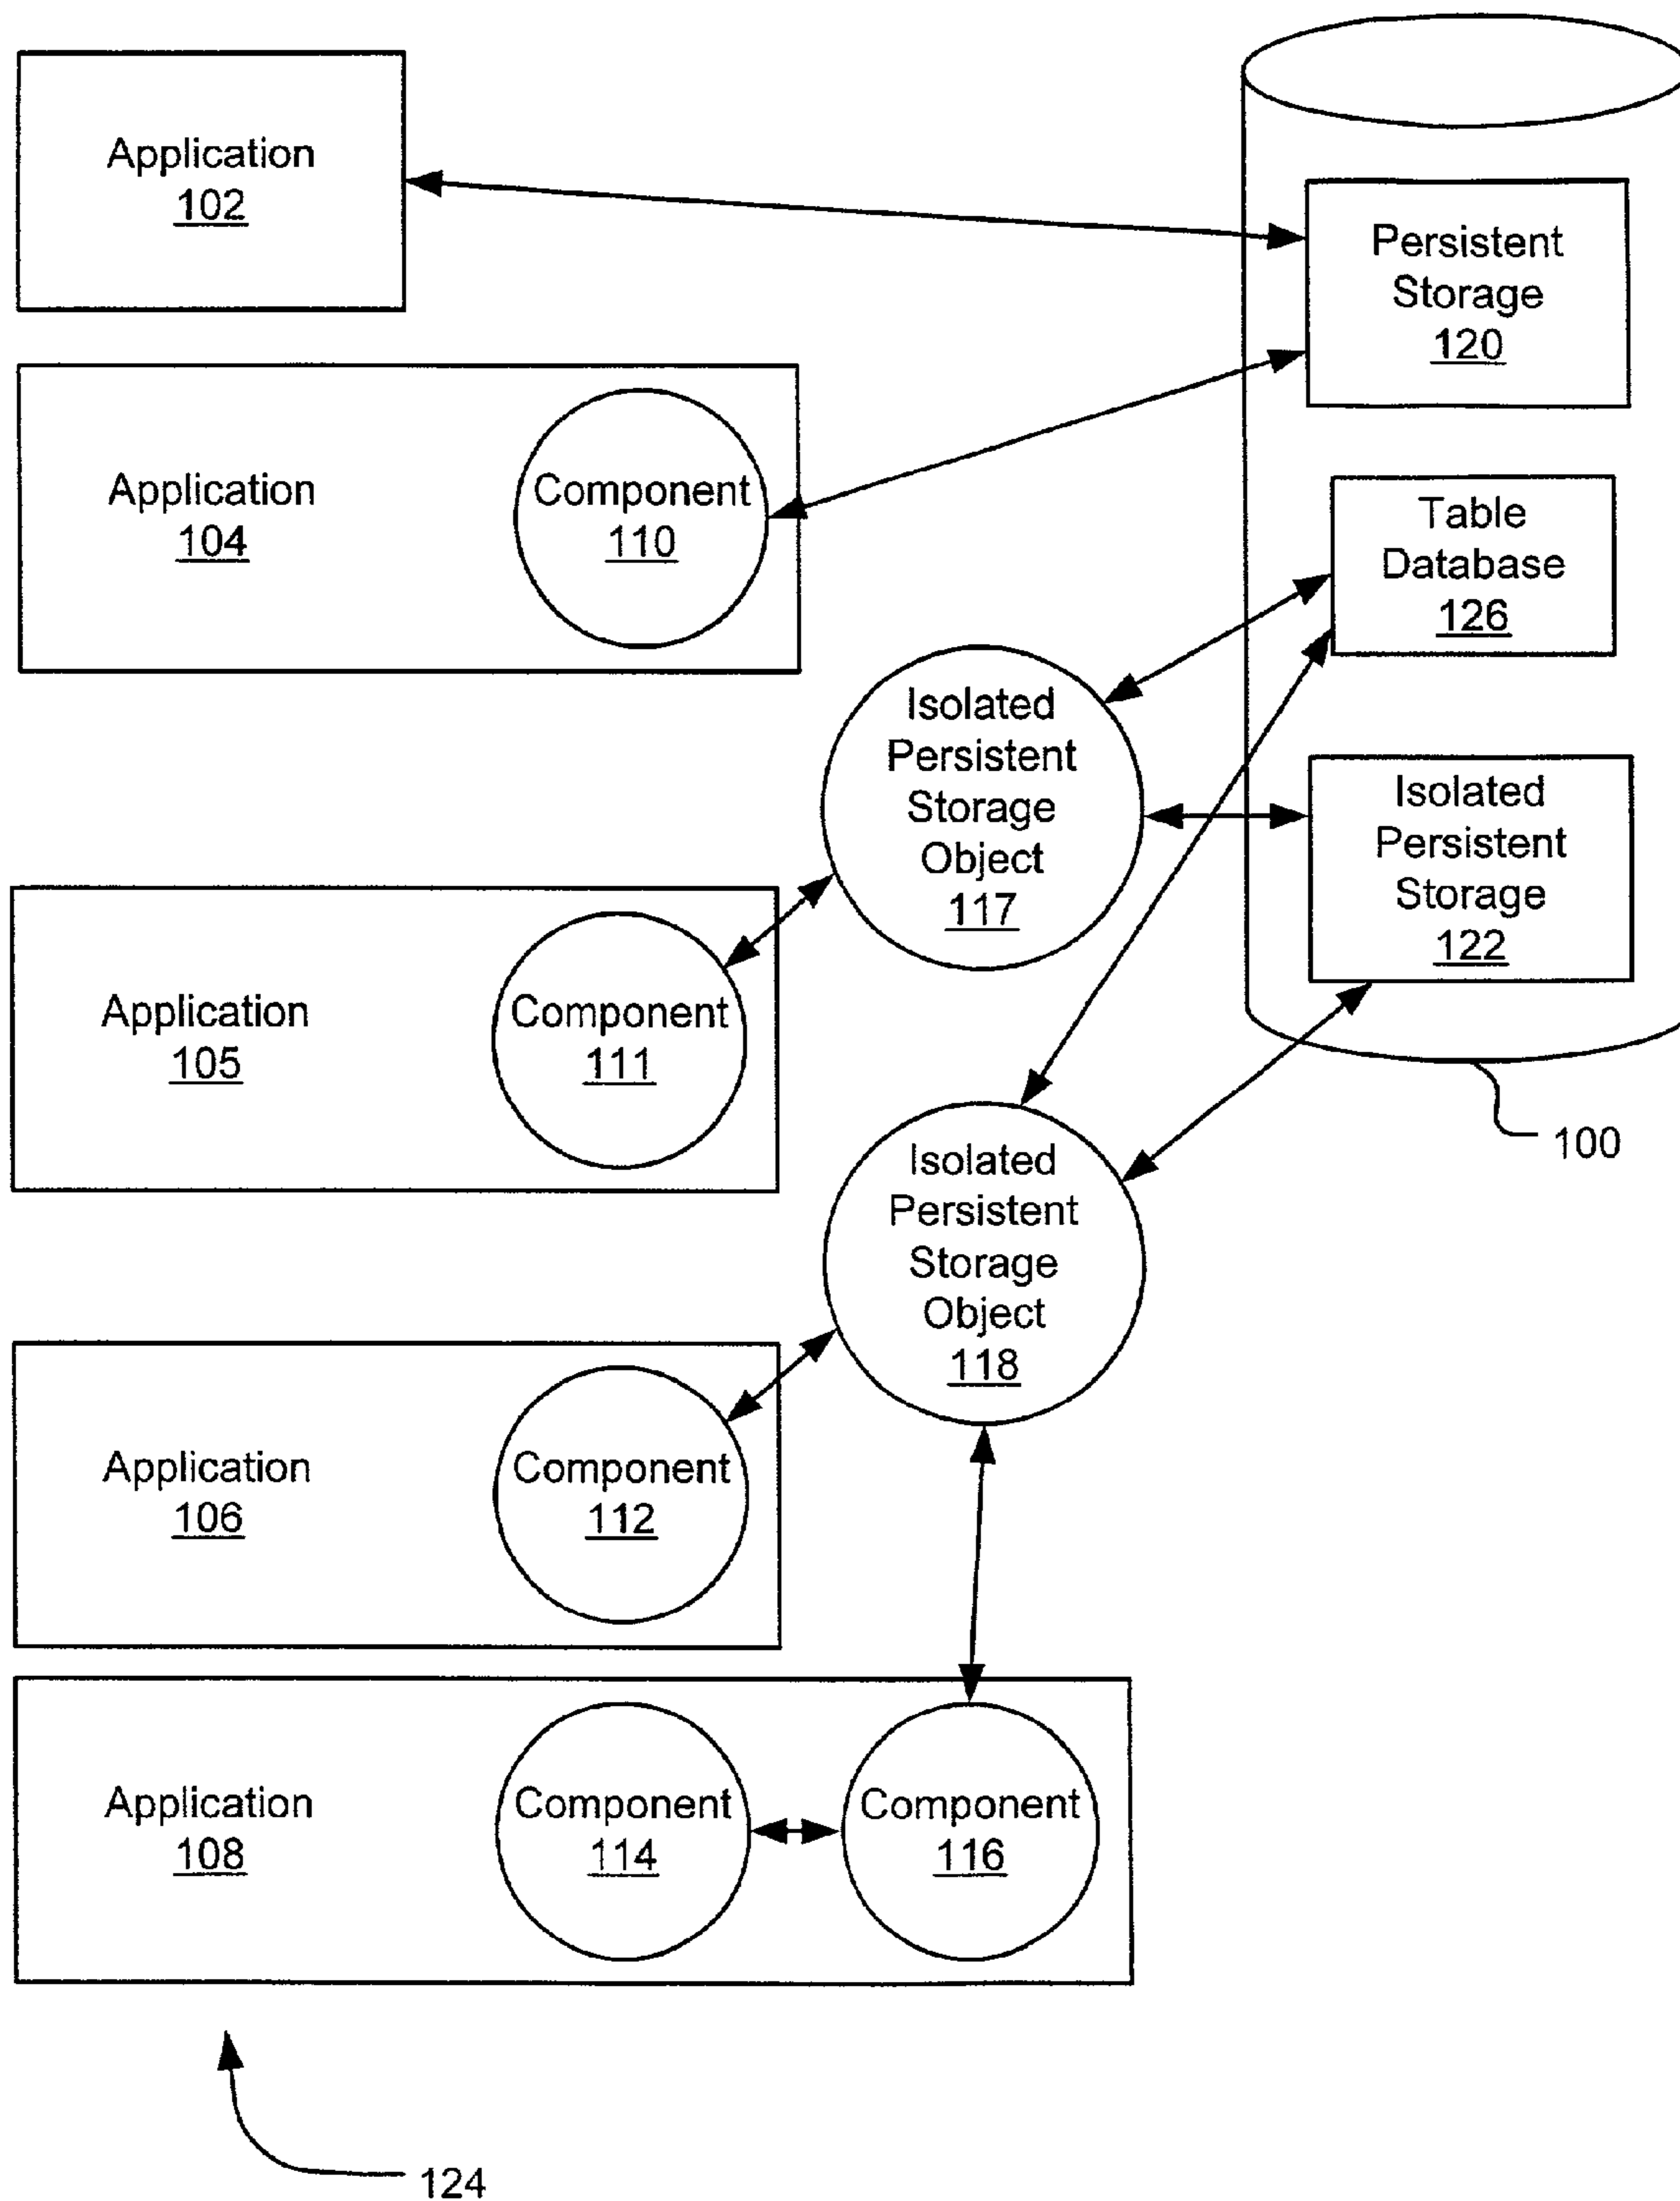 Application
102
Persistent
Storage
120
Application
104
Component
110
Table
Database
126
Isolated
Persistent
Storage
Object
117
Isolated
Persistent
Storage
122
Application
105
Component
111
100
Isolated
Persistent
Storage
Object
118
Application
106
Component
112
Application
108
Component
114
Component
116
124